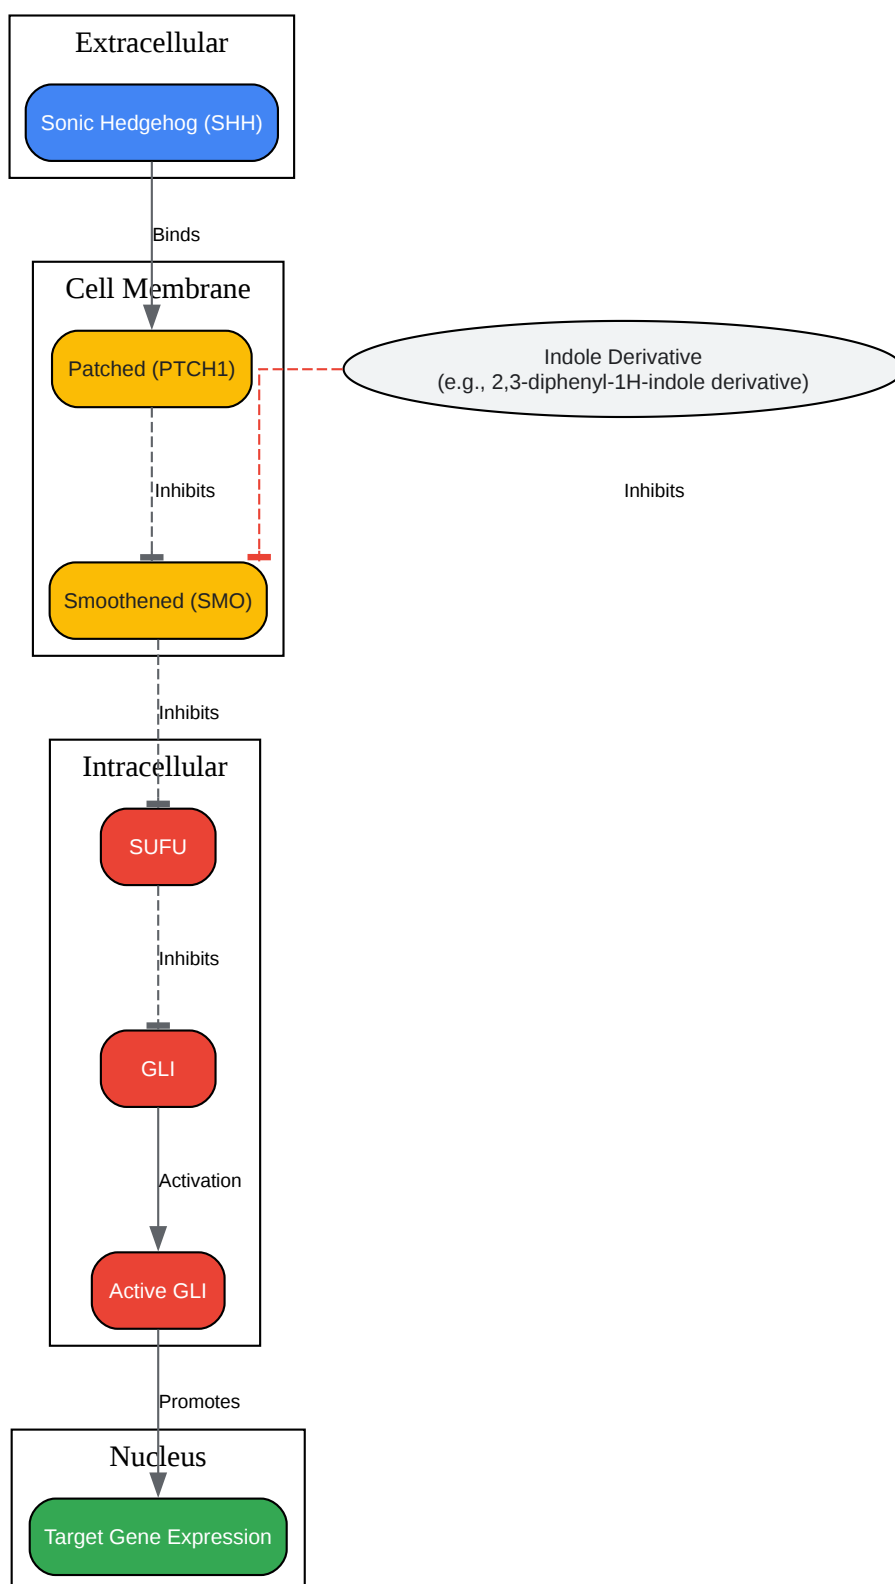 Extracellular
Sonic Hedgehog (SHH)
Binds
Cell Membrane
Patched (PTCH1)
Indole Derivative
(e.g., 2,3-diphenyl-1H-indole derivative)
Inhibits
Inhibits
Smoothened (SMO)
Inhibits
Intracellular
SUFU
Inhibits
GLI
Activation
Active GLI
Promotes
Nucleus
Target Gene Expression